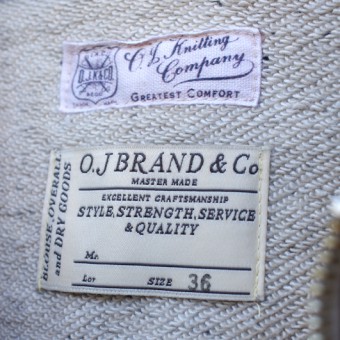 O.J.K.&CO.
O.J. Knitting
Company
GREATEST COMFORT
O.J BRAND & Co
MASTER MADE
EXCELLENT CRAFTSMANSHIP
STYLE, STRENGTH, SERVICE
& QUALITY
Mr.
Lot SIZE 36
BLOUSE, OVERALL
and DRY GOODS